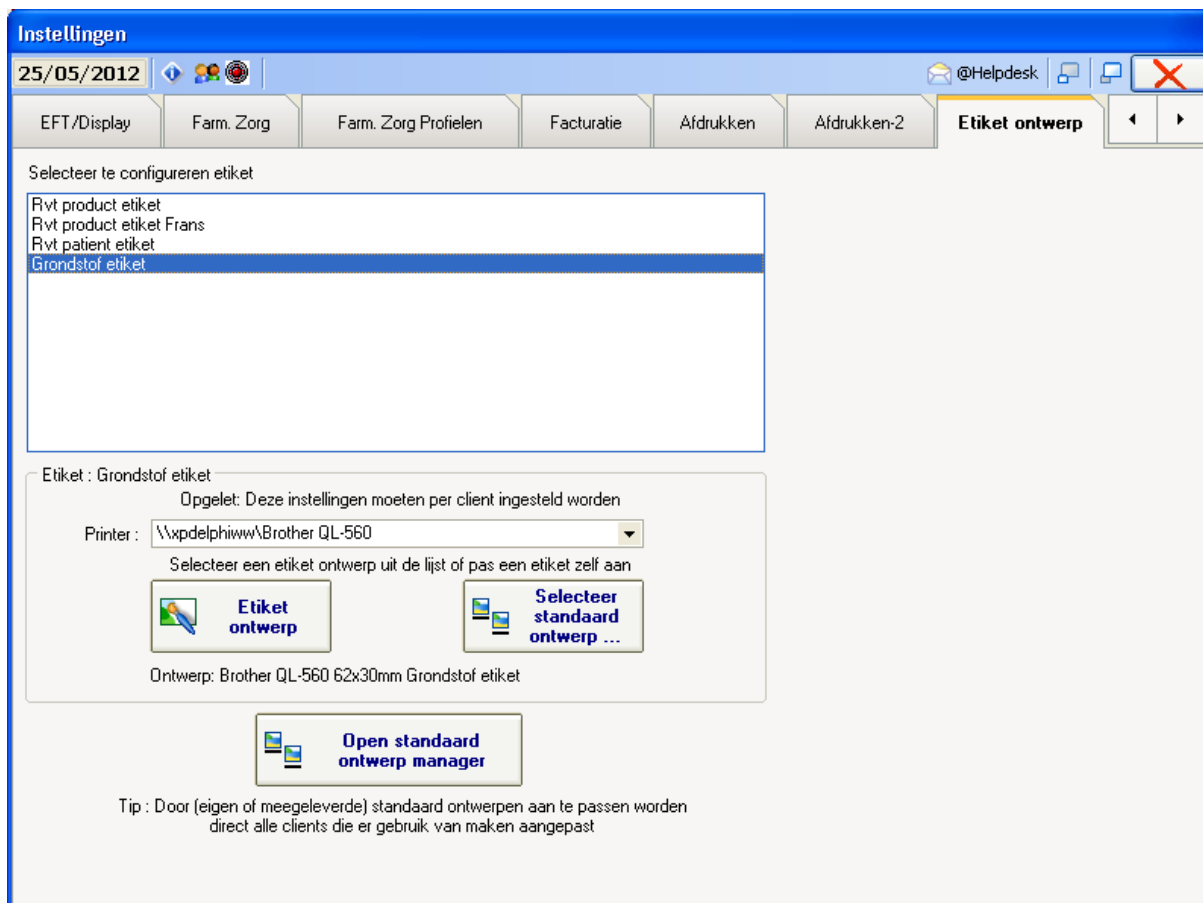 Instellingen
25/05/2012 @Helpdesk
EFT/Display Farm. Zorg Farm. Zorg Profielen Facturatie Afdrukken Afdrukken-2 Etiket ontwerp
Selecteer te configureren etiket
Rvt product etiket
Rvt product etiket Frans
Rvt patient etiket
Grondstof etiket
Etiket : Grondstof etiket
Opgelet: Deze instellingen moeten per client ingesteld worden
Printer : \\xpdelphiww\Brother QL-560
Selecteer een etiket ontwerp uit de lijst of pas een etiket zelf aan
Etiket
ontwerp
Selecteer
standaard
ontwerp ...
Ontwerp: Brother QL-560 62x30mm Grondstof etiket
Open standaard
ontwerp manager
Tip : Door (eigen of meegeleverde) standaard ontwerpen aan te passen worden
direct alle clients die er gebruik van maken aangepast